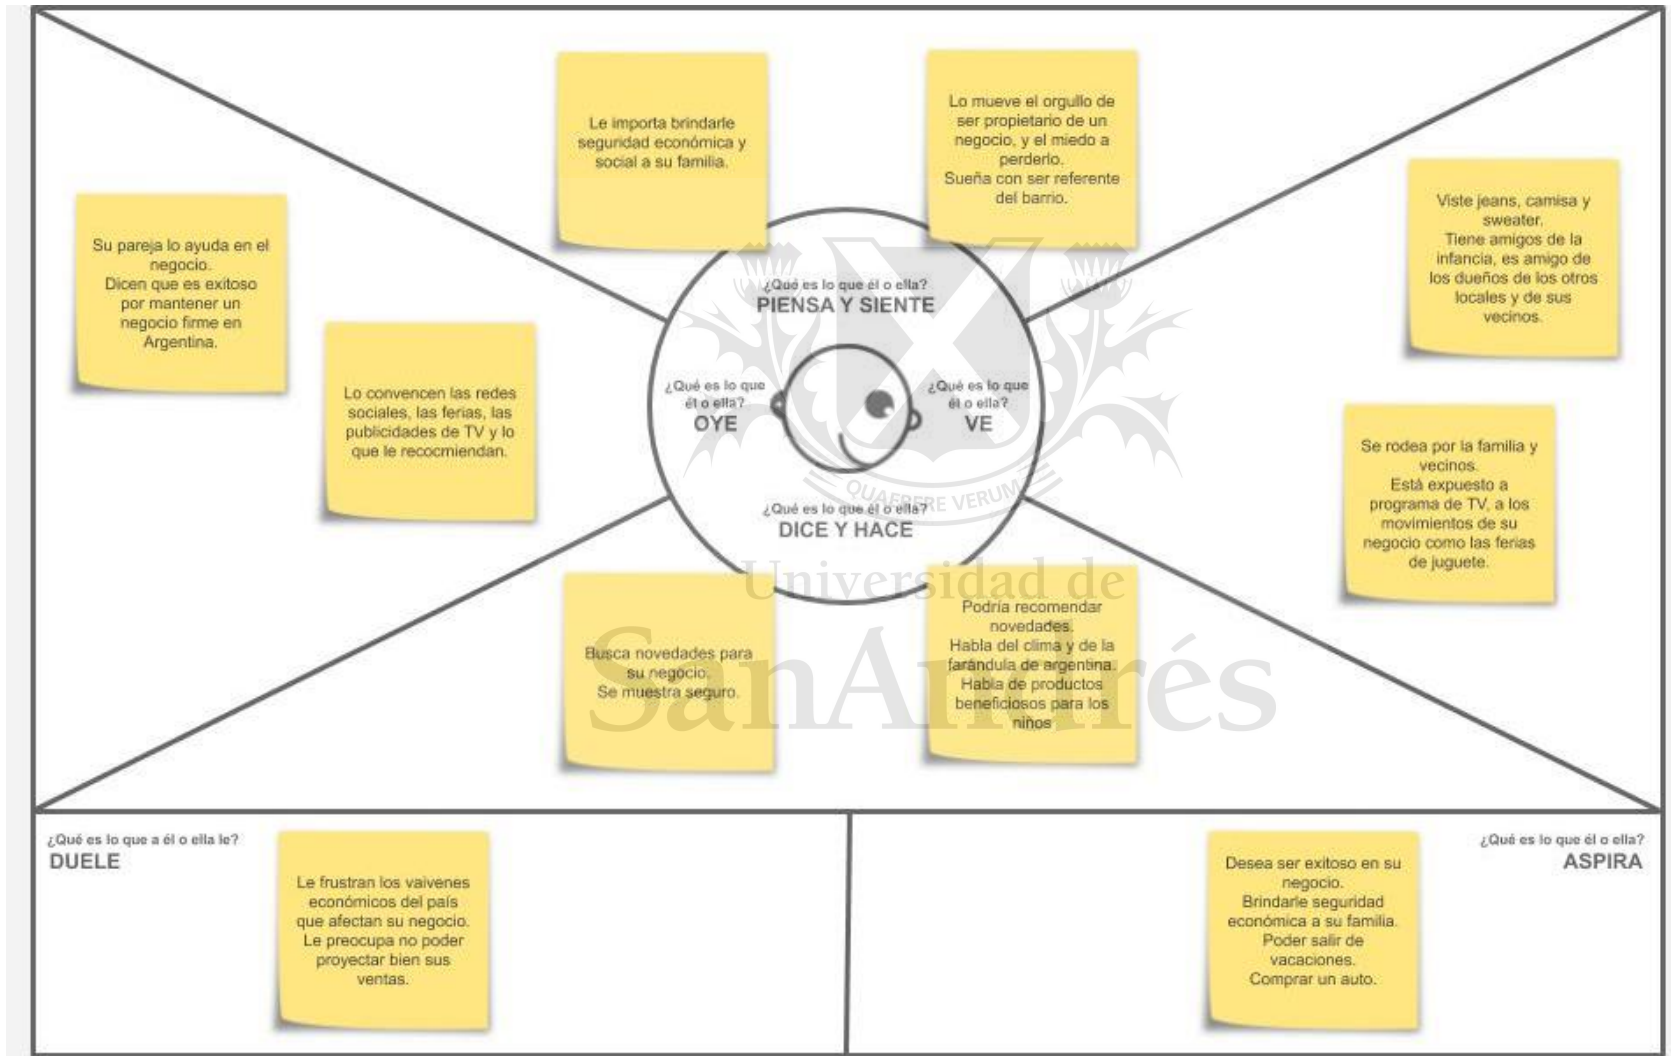 Le importa brindarle
seguridad económica y
social a su familia.
Lo mueve el orgullo de
ser propietario de un
negocio, y el miedo a
perderlo.
Sueña con ser referente
del barrio.
Su pareja lo ayuda en el
negocio.
Dicen que es exitoso
por mantener un
negocio firme en
Argentina.
Lo convencen las redes
sociales, las ferias, las
publicidades de TV y lo
que le recocmiendan.
¿Qué es lo que él o ella?
PIENSA Y SIENTE
¿Qué es lo que
él o ella?
OYE
¿Qué es lo que
él o ella?
VE
¿Qué es lo que él o ella?
DICE Y HACE
QUAERERE VERUM
Universidad de
SanAndrés
Viste jeans, camisa y
sweater.
Tiene amigos de la
infancia, es amigo de
los dueños de los otros
locales y de sus
vecinos.
Se rodea por la familia y
vecinos.
Está expuesto a
programa de TV, a los
movimientos de su
negocio como las ferias
de juguete.
Busca novedades para
su negocio.
Se muestra seguro.
Podría recomendar
novedades.
Habla del clima y de la
farándula de argentina.
Habla de productos
beneficiosos para los
niños
¿Qué es lo que a él o ella le?
DUELE
Le frustran los vaivenes
económicos del país
que afectan su negocio.
Le preocupa no poder
proyectar bien sus
ventas.
Desea ser exitoso en su
negocio.
Brindarle seguridad
económica a su familia.
Poder salir de
vacaciones.
Comprar un auto.
¿Qué es lo que él o ella?
ASPIRA